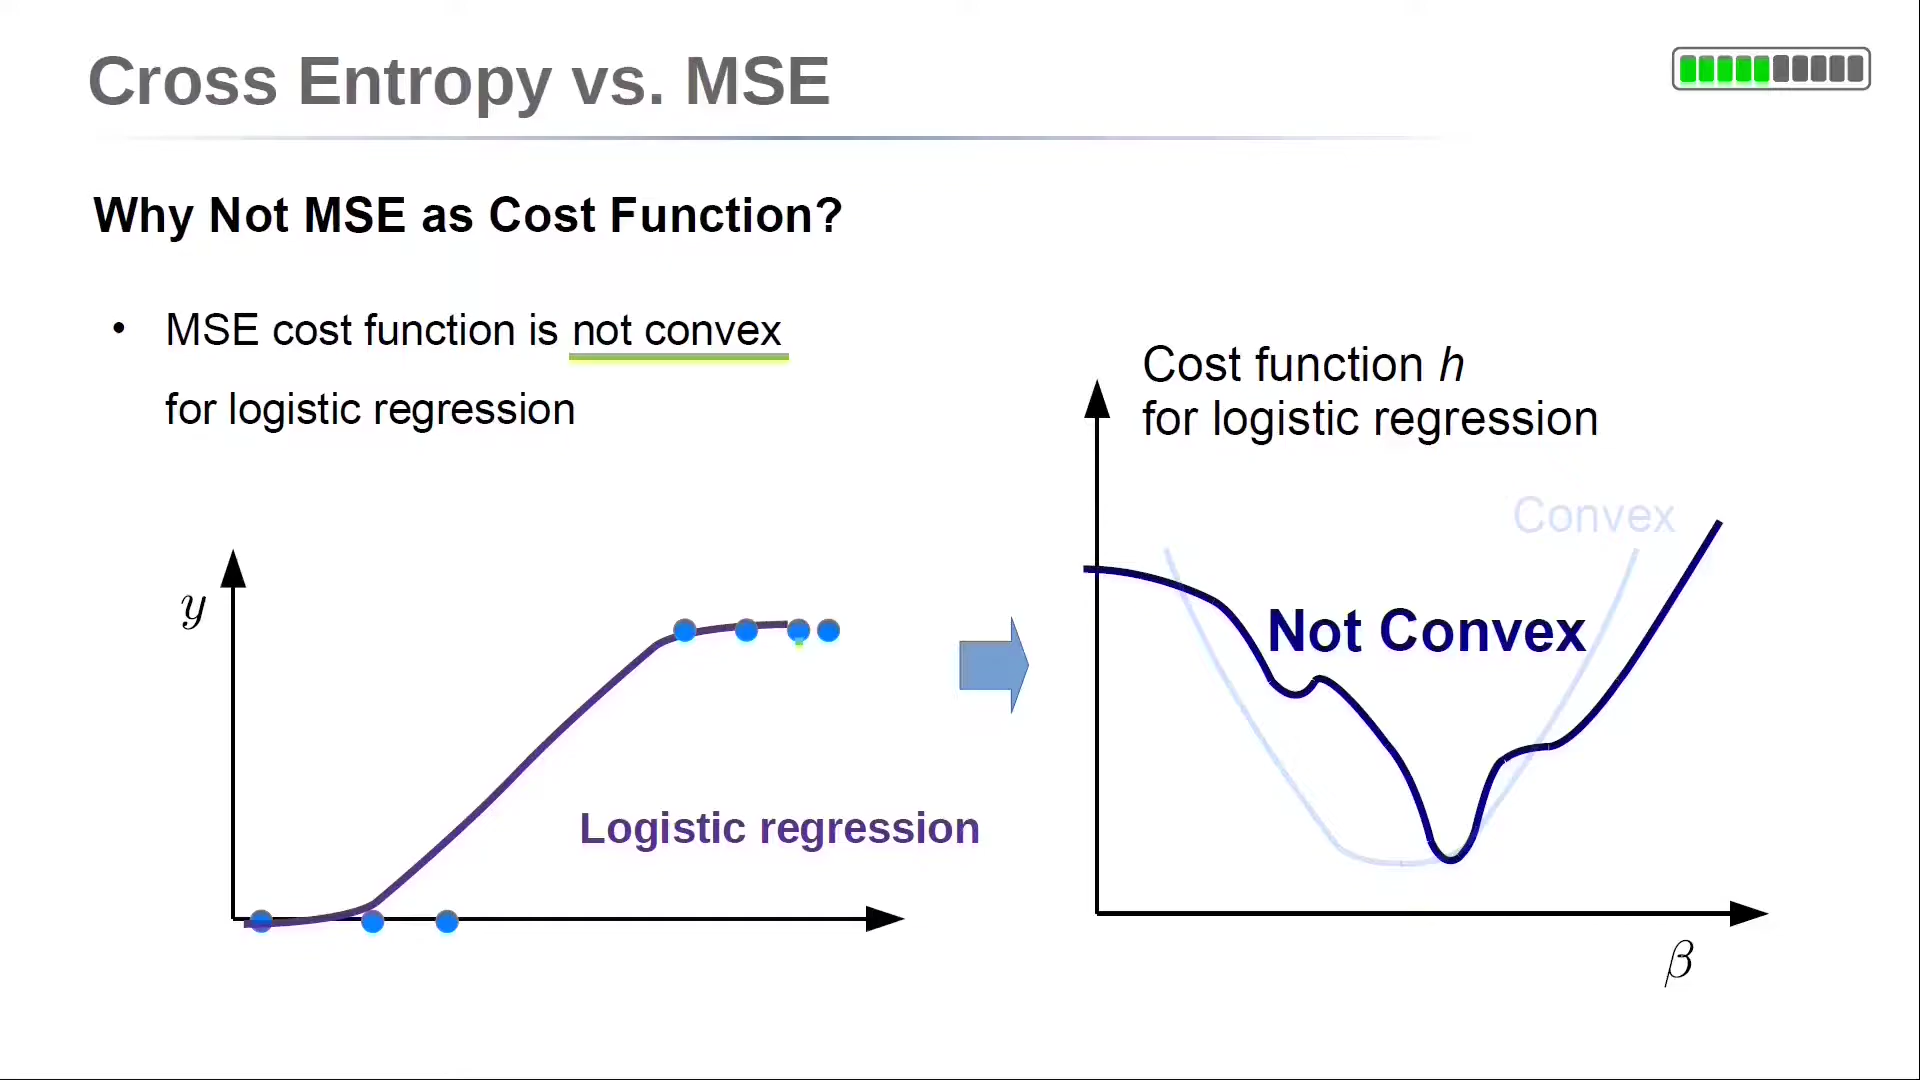 Cross Entropy vs. MSE
Why Not MSE as Cost Function?
• MSE cost function is not convex
for logistic regression
Cost function h
for logistic regression
Convex
Not Convex
y
Logistic regression
β